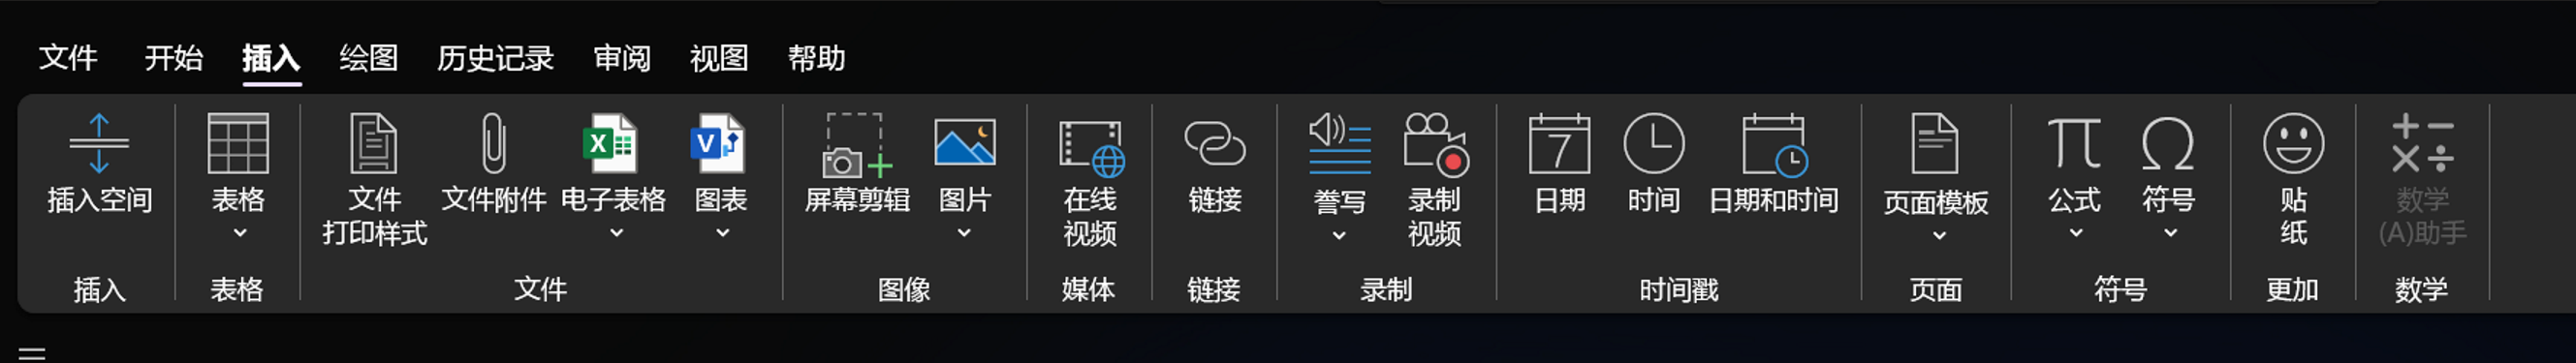 文件 开始 插入 绘图 历史记录 审阅 视图 帮助
插入空间
表格
文件
打印样式
文件附件
X
电子表格
V
图表
屏幕剪辑
图片
在线
视频
链接
誊写
录制
视频
7
日期
时间
日期和时间
页面模板
π
公式
Ω
符号
贴
纸
数学
(A)助手
插入 表格 文件 图像 媒体 链接 录制 时间戳 页面 符号 更加 数学